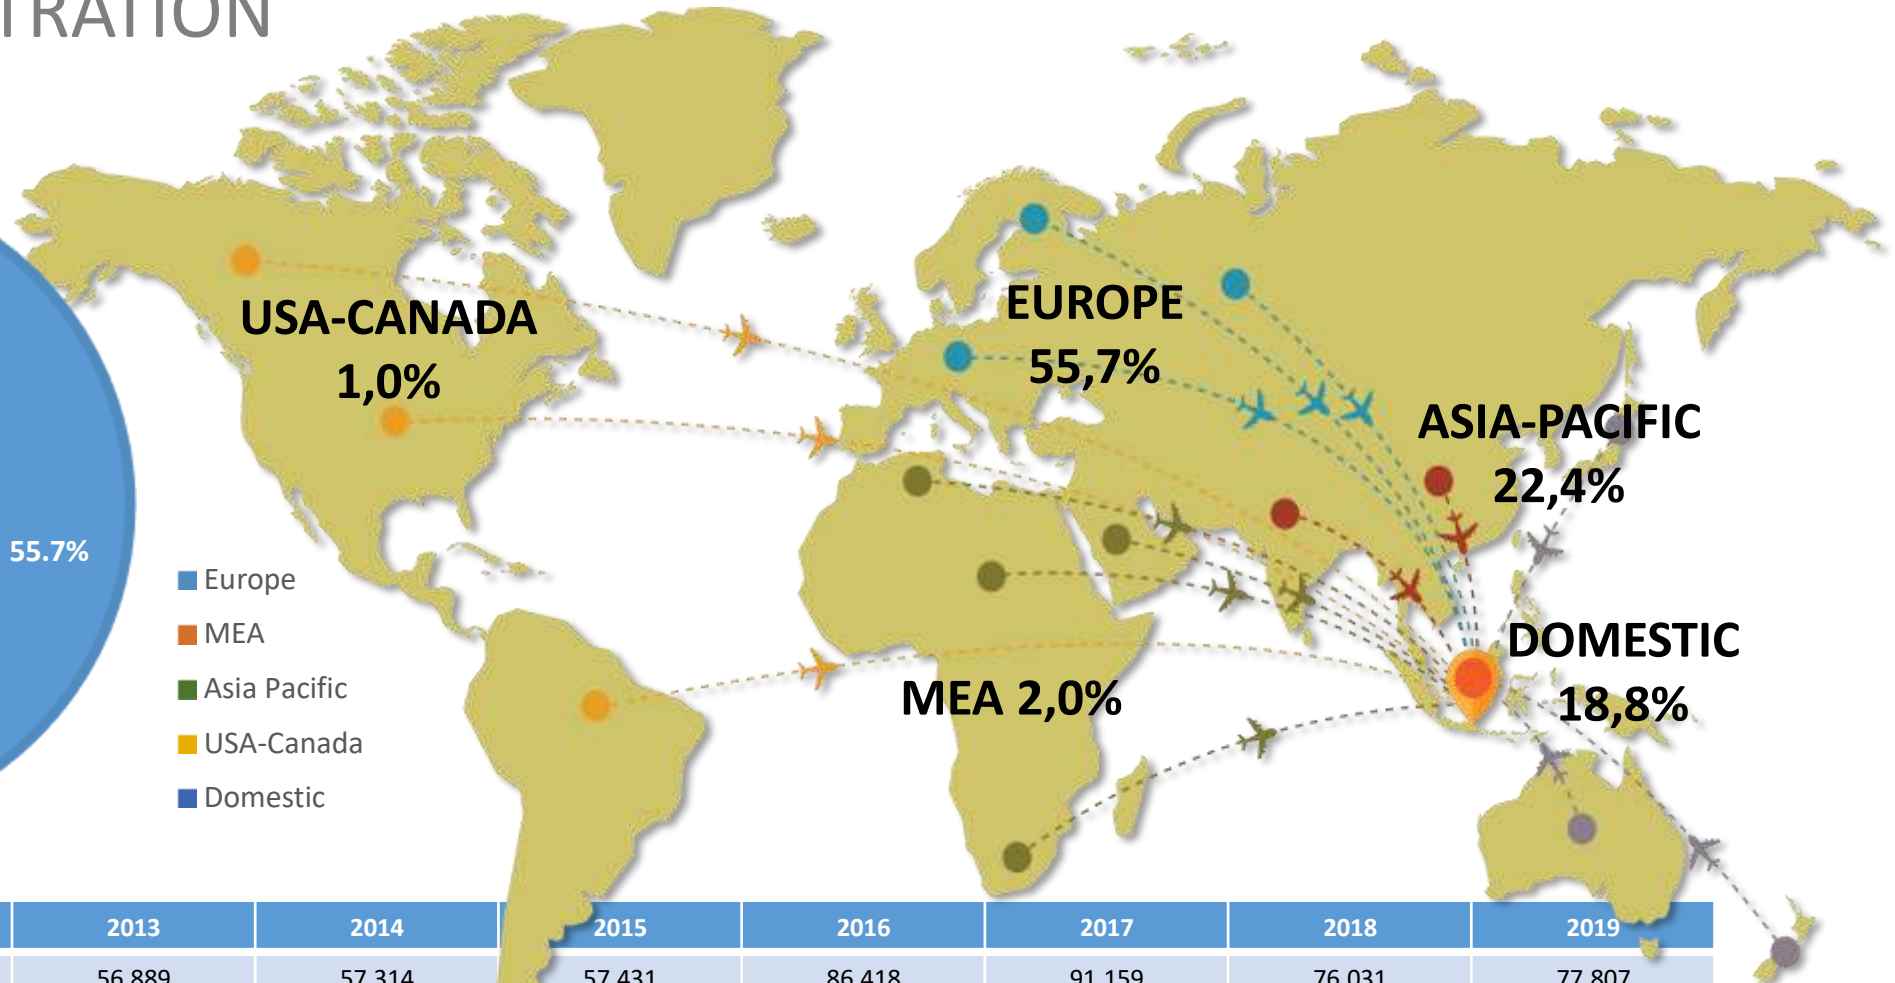 TRATION
USA-CANADA
1,0%
EUROPE
55,7%
ASIA-PACIFIC
22,4%
55.7%
Europe
MEA
Asia Pacific
USA-Canada
Domestic
DOMESTIC
18,8%
MEA 2,0%
2013 2014 2015 2016 2017 2018 2019
56.889 57.314 57.431 86.418 91.159 76.031 77.807